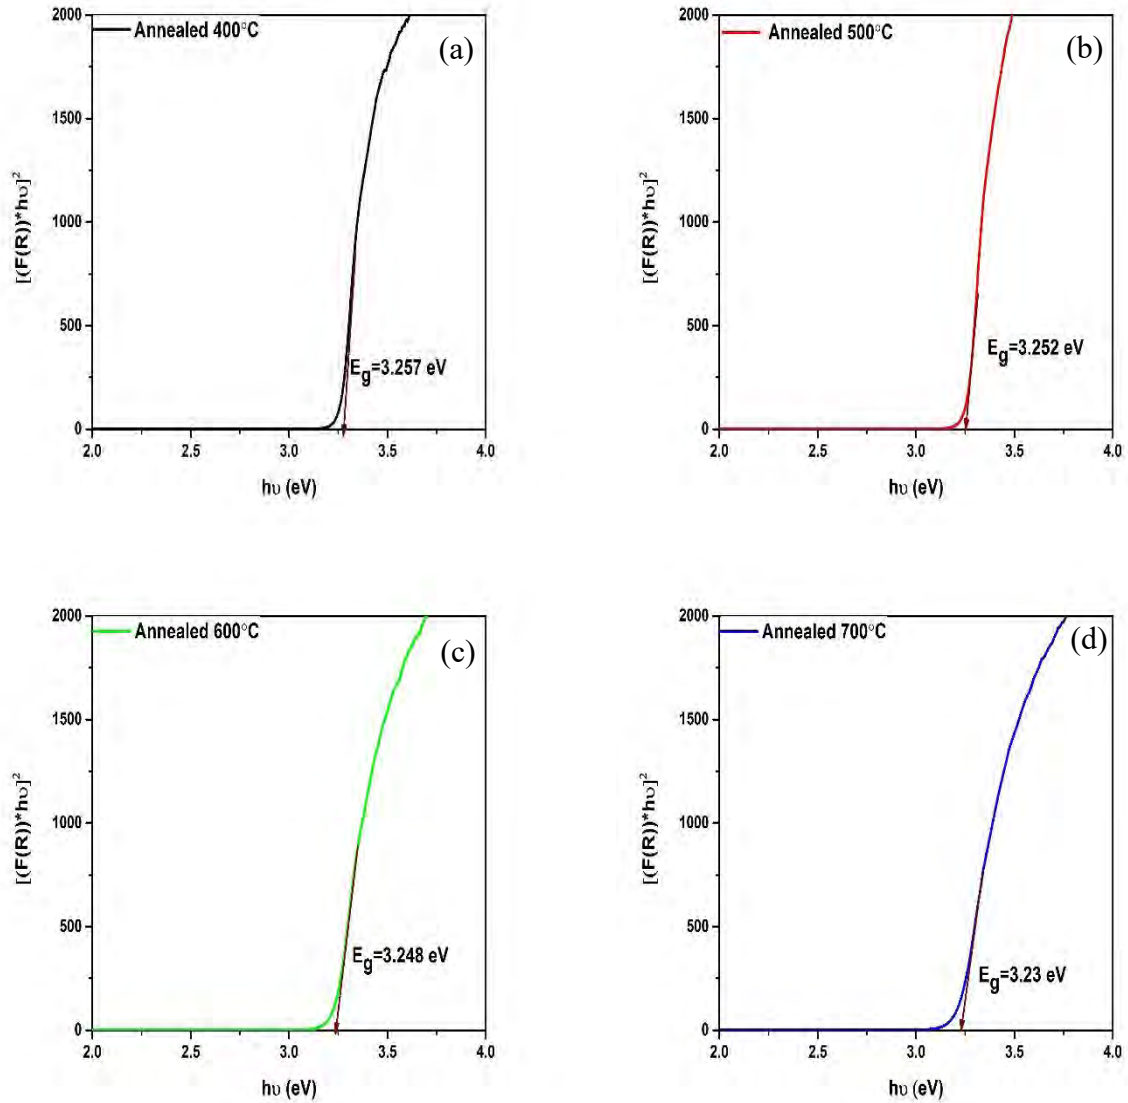 Annealed 400°C
(a)
2000
1500
1000
500
0
[(F(R))*hυ]²
E_g=3.257 eV
2.0 2.5 3.0 3.5 4.0
hυ (eV)
Annealed 500°C
(b)
2000
1500
1000
500
0
[(F(R))*hυ]²
E_g=3.252 eV
2.0 2.5 3.0 3.5 4.0
hυ (eV)
Annealed 600°C
(c)
2000
1500
1000
500
0
[(F(R))*hυ]²
E_g=3.248 eV
2.0 2.5 3.0 3.5 4.0
hυ (eV)
Annealed 700°C
(d)
2000
1500
1000
500
0
[(F(R))*hυ]²
E_g=3.23 eV
2.0 2.5 3.0 3.5 4.0
hυ (eV)